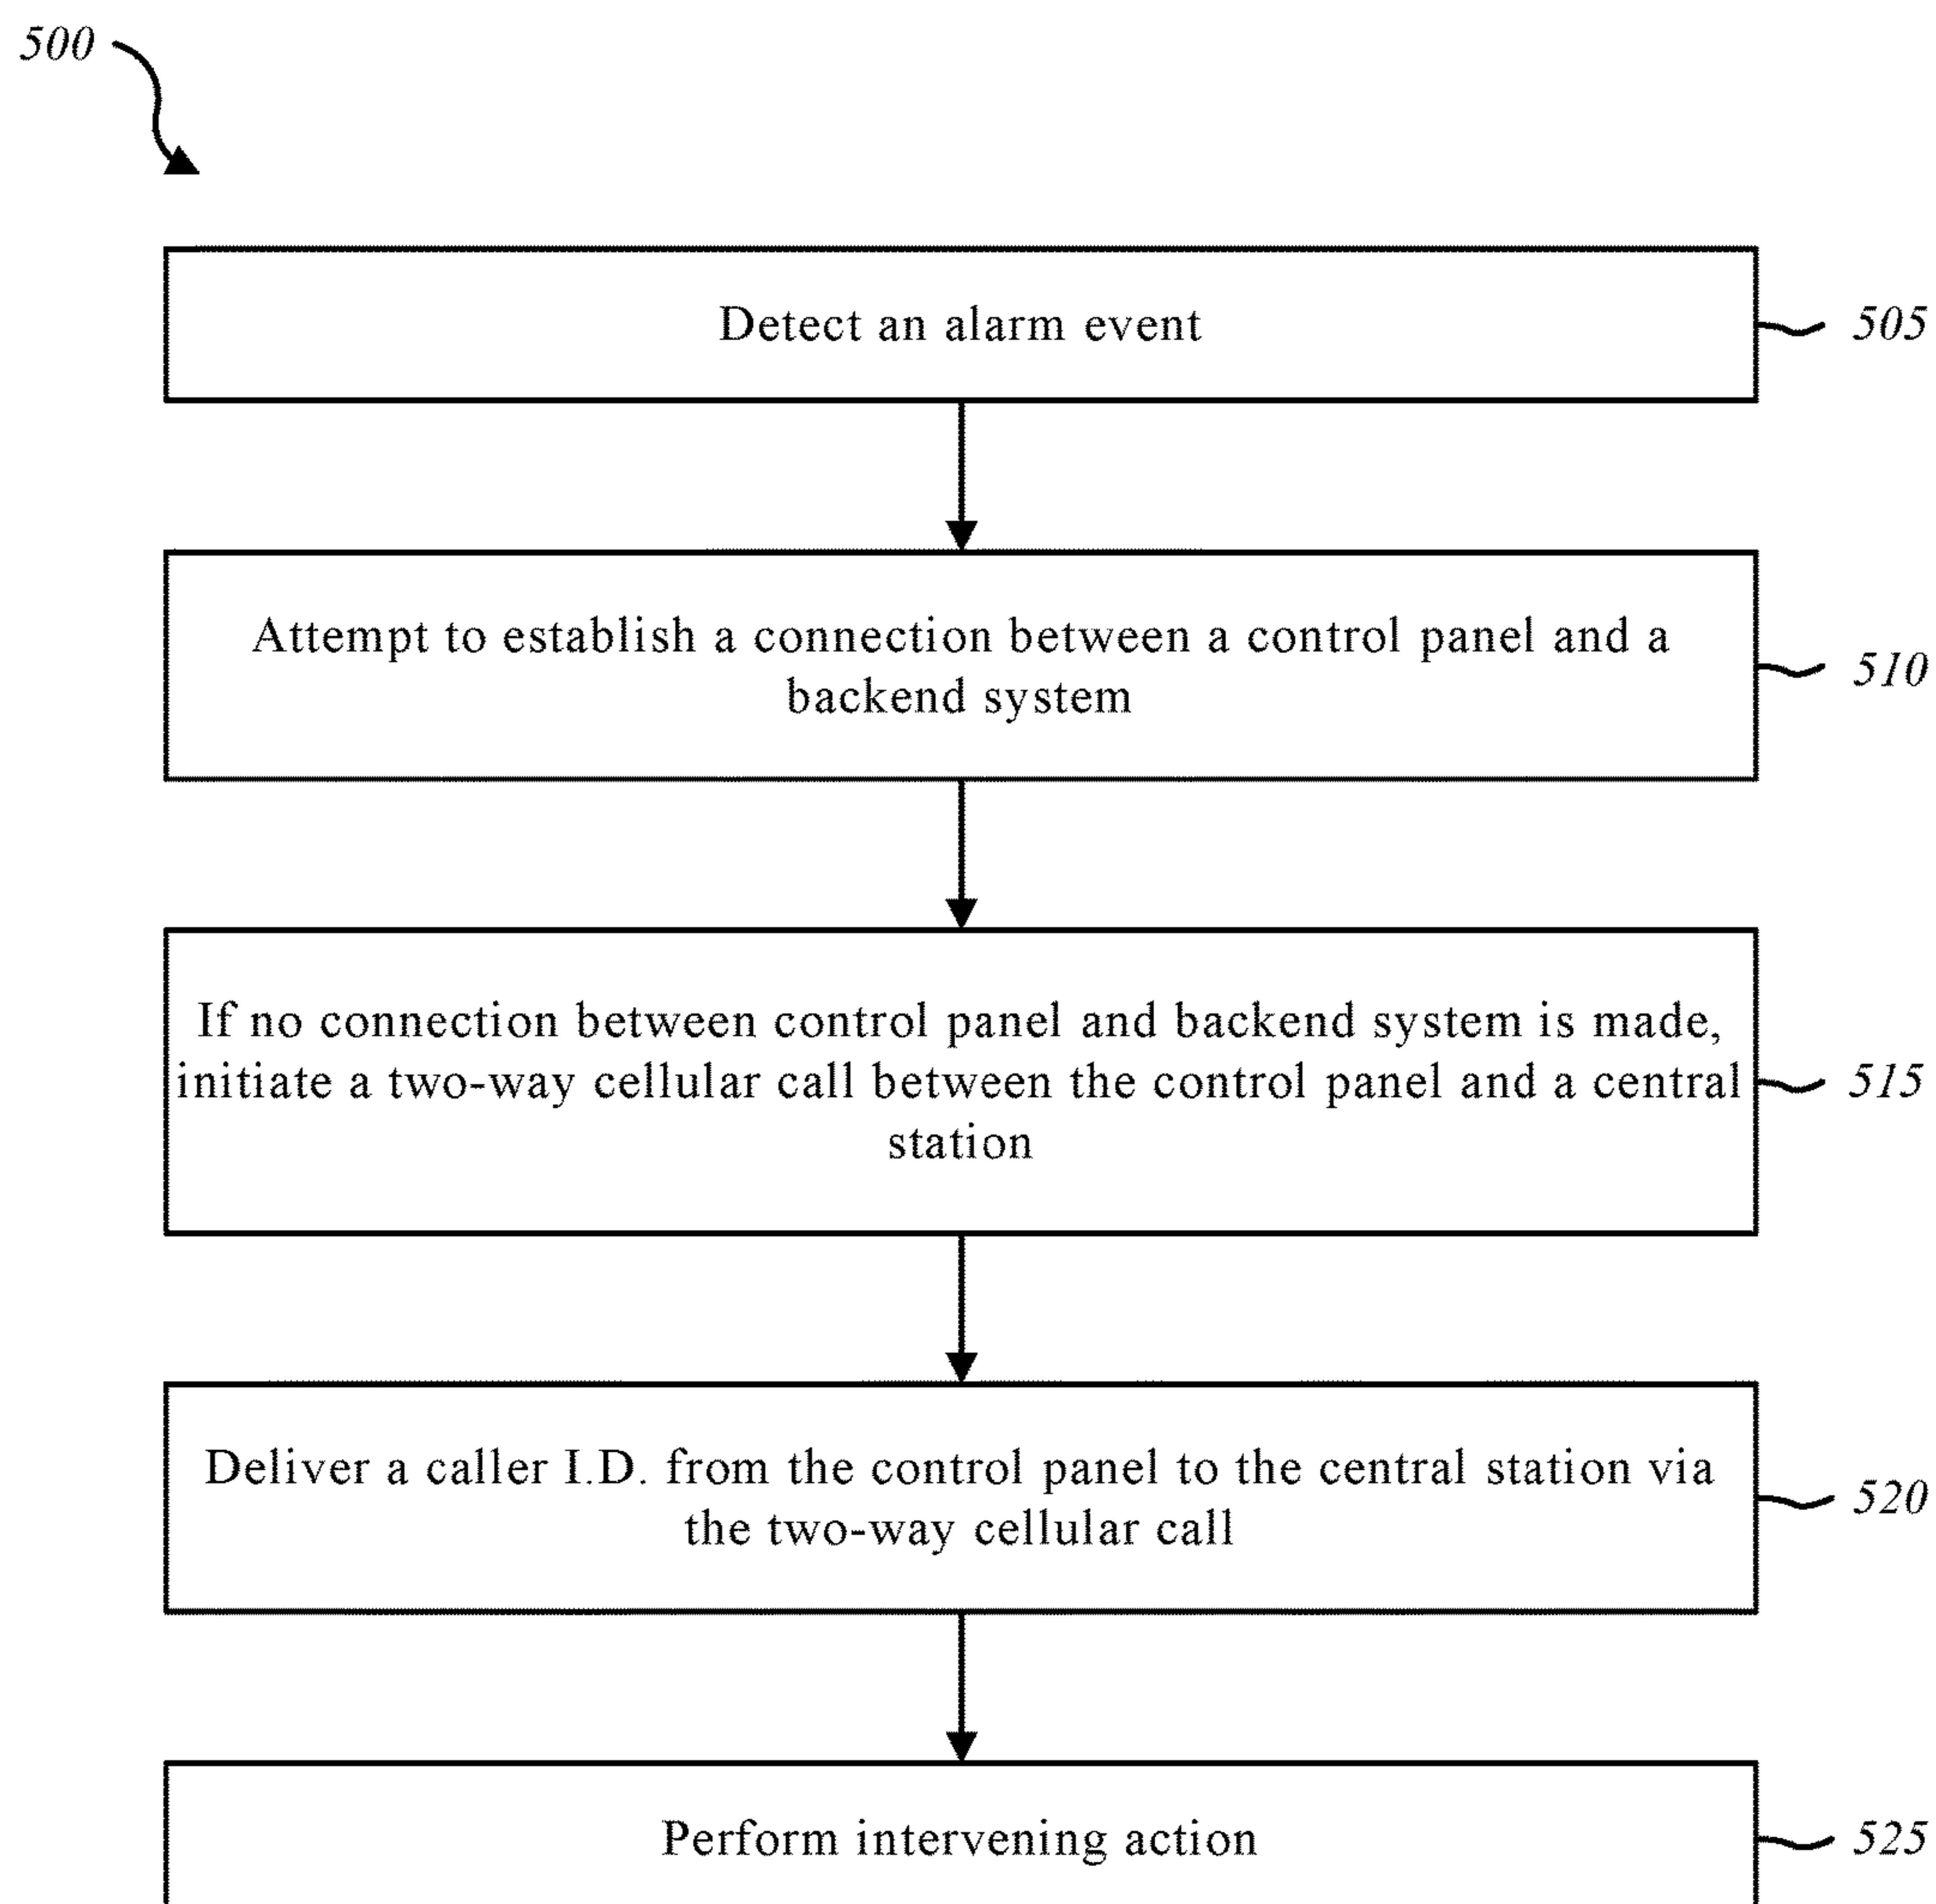 500
Detect an alarm event
505
Attempt to establish a connection between a control panel and a
backend system
510
If no connection between control panel and backend system is made,
initiate a two-way cellular call between the control panel and a central
station
515
Deliver a caller I.D. from the control panel to the central station via
the two-way cellular call
520
Perform intervening action
525